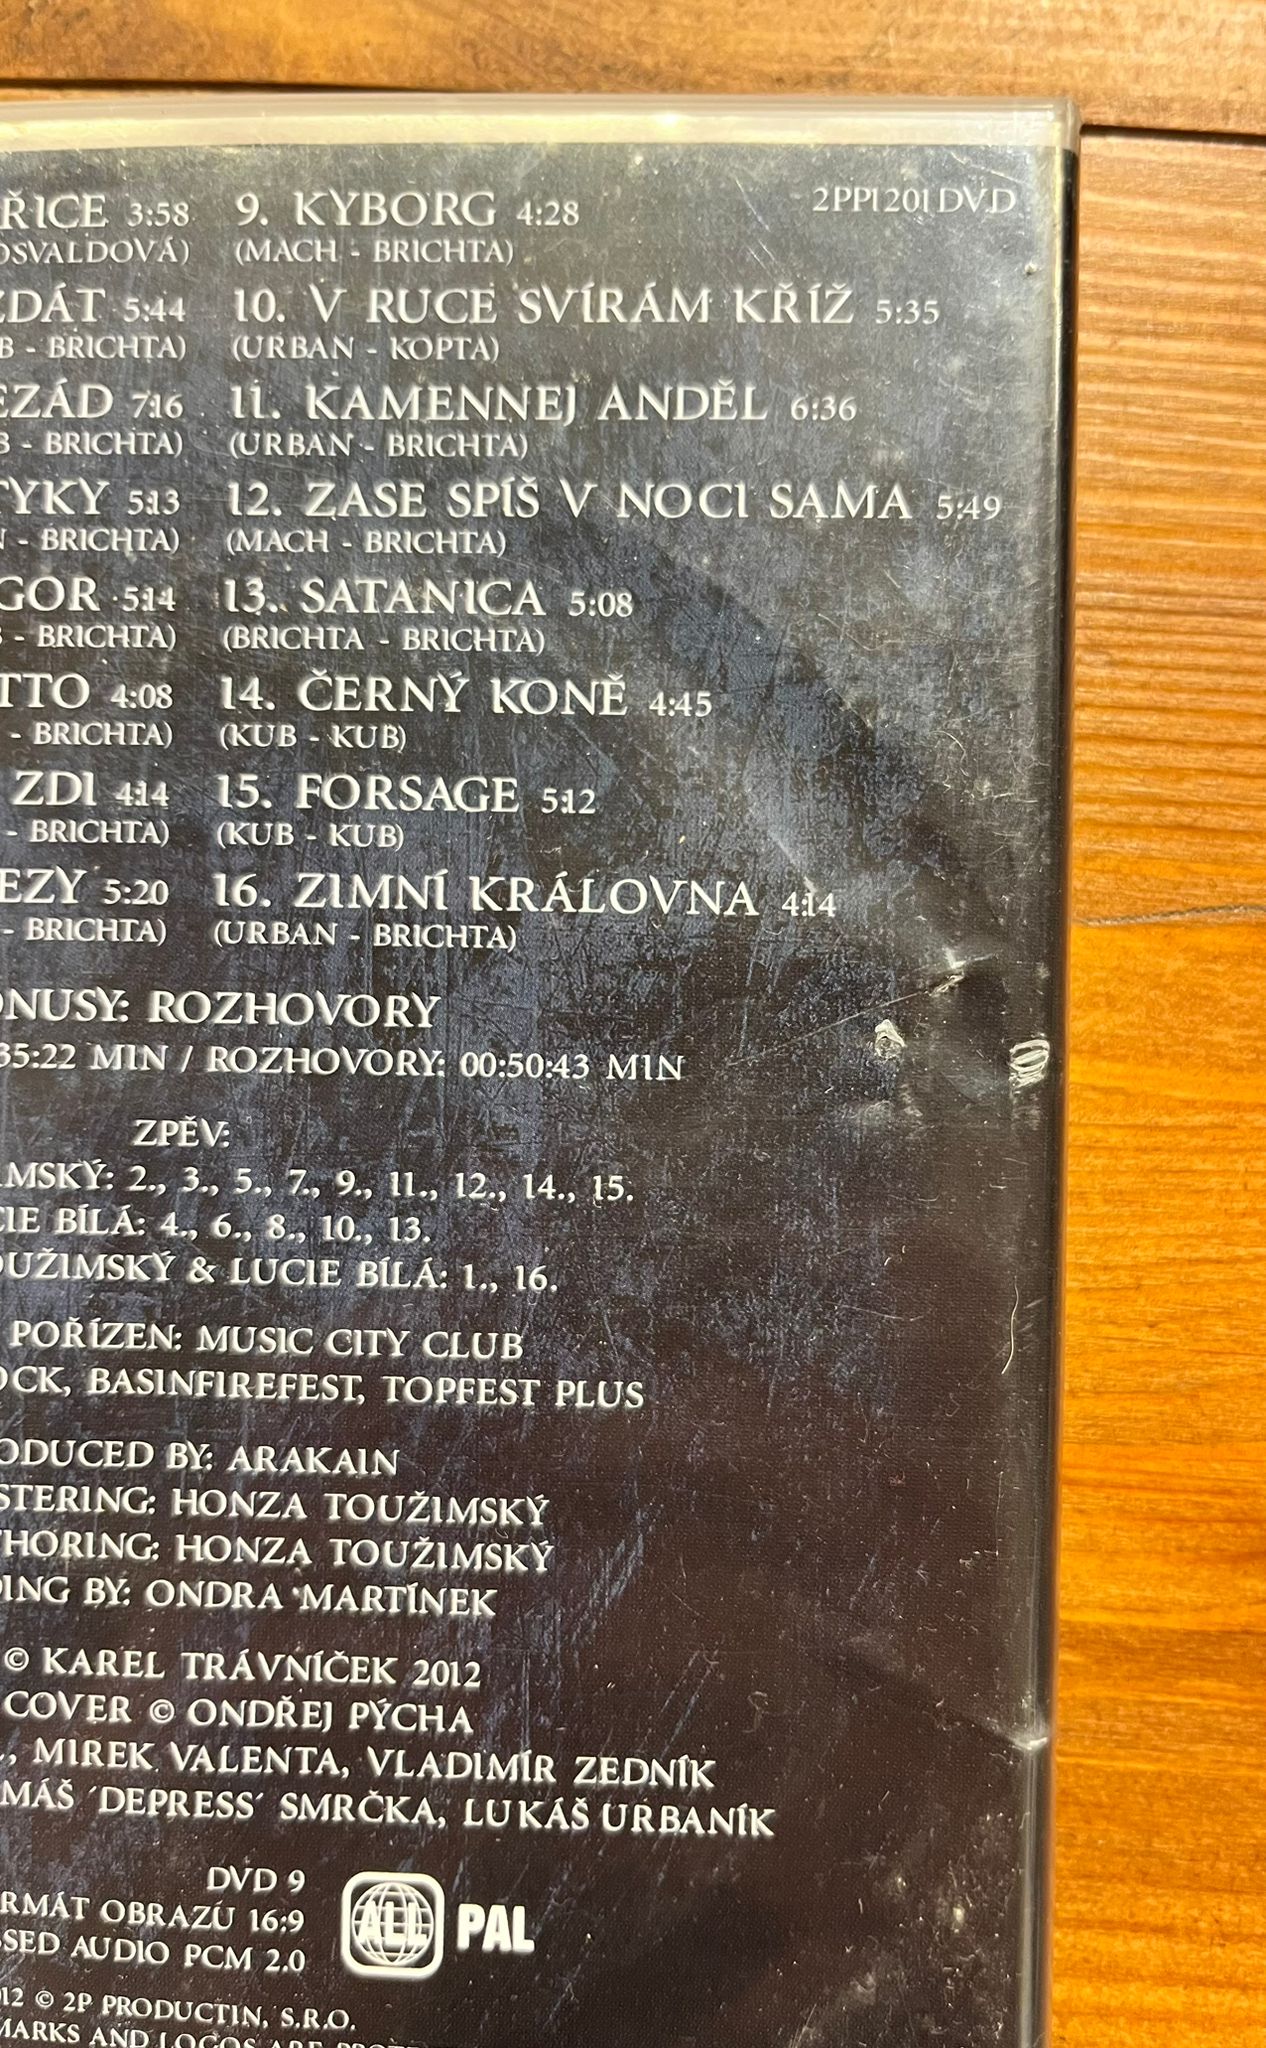 ŘICE 3:58
OSVALDOVÁ)
ZDÁT 5:44
B - BRICHTA)
EZÁD 7:16
B - BRICHTA)
TYKY 5:13
N - BRICHTA)
GOR 5:14
B - BRICHTA)
TTO 4:08
- BRICHTA)
ZDI 4:14
- BRICHTA)
EZY 5:20
- BRICHTA)
9. KYBORG 4:28
(MACH - BRICHTA)
10. V RUCE SVÍRÁM KŘÍŽ 5:35
(URBAN - KOPTA)
11. KAMENNEJ ANDĚL 6:36
(URBAN - BRICHTA)
12. ZASE SPÍŠ V NOCI SAMA 5:49
(MACH - BRICHTA)
13. SATANICA 5:08
(BRICHTA - BRICHTA)
14. ČERNÝ KONĚ 4:45
(KUB - KUB)
15. FORSAGE 5:12
(KUB - KUB)
16. ZIMNÍ KRÁLOVNA 4:14
(URBAN - BRICHTA)
2PP1201DVD
ONUSY: ROZHOVORY
35:22 MIN / ROZHOVORY: 00:50:43 MIN
ZPĚV:
MSKÝ: 2., 3., 5., 7., 9., 11., 12., 14., 15.
CIE BÍLÁ: 4., 6., 8., 10., 13.
OUŽIMSKÝ & LUCIE BÍLÁ: 1., 16.
POŘÍZEN: MUSIC CITY CLUB
OCK, BASINFIREFEST, TOPFEST PLUS
ODUCED BY: ARAKAIN
STERING: HONZA TOUŽIMSKÝ
THORING: HONZA TOUŽIMSKÝ
DING BY: ONDRA MARTÍNEK
© KAREL TRÁVNÍČEK 2012
COVER © ONDŘEJ PÝCHA
., MIREK VALENTA, VLADIMÍR ZEDNÍK
MÁŠ ´DEPRESS´ SMRČKA, LUKÁŠ URBANÍK
DVD 9
RMÁT OBRAZU 16:9
SSED AUDIO PCM 2.0
ALL PAL
012 © 2P PRODUCTIN, S.R.O.
MARKS AND LOGOS ARE PROTE